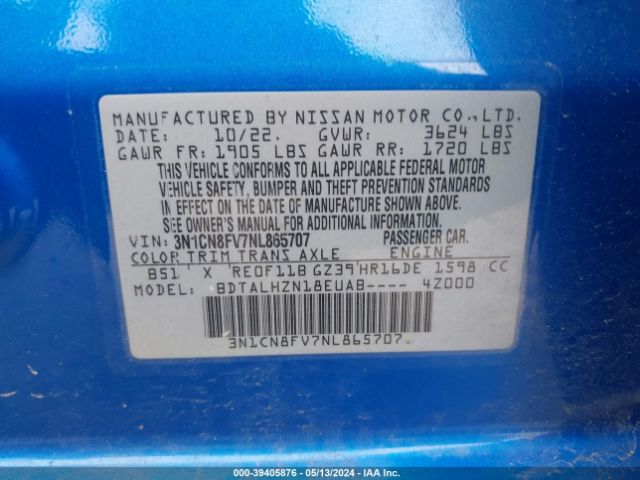 MANUFACTURED BY NISSAN MOTOR CO., LTD.
DATE: 10/22. GVWR: 3624 LBS
GAWR FR: 1905 LBS GAWR RR: 1720 LBS
THIS VEHICLE CONFORMS TO ALL APPLICABLE FEDERAL MOTOR
VEHICLE SAFETY, BUMPER AND THEFT PREVENTION STANDARDS
IN EFFECT ON THE DATE OF MANUFACTURE SHOWN ABOVE.
SEE OWNER'S MANUAL FOR ADDITIONAL INFORMATION.
VIN: 3N1CN8FV7NL865707 PASSENGER CAR.
COLOR TRIM TRANS AXLE ENGINE
B51 X RE0F11B GZ39 HR16DE 1598 CC
MODEL: BDTALHZN18EUAB---- 4Z000
3N1CN8FV7NL865707
000-39405876 - 05/13/2024 - IAA Inc.